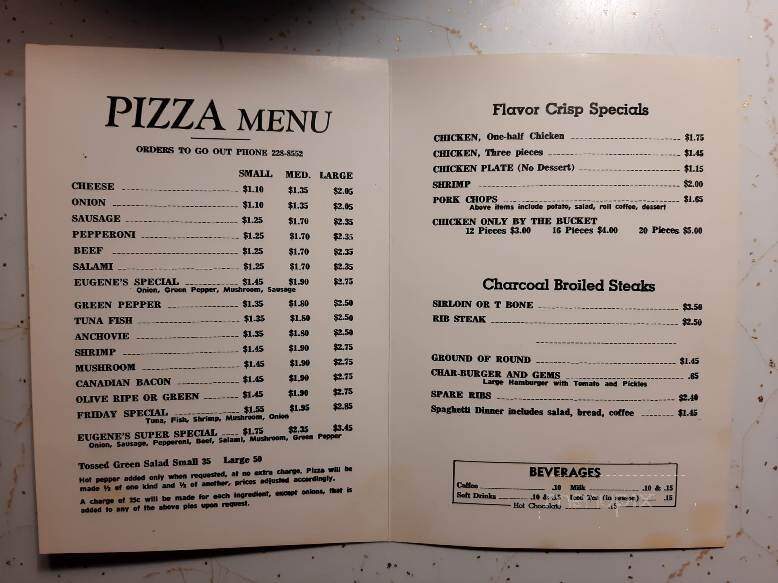 PIZZA MENU
ORDERS TO GO OUT PHONE 228-8552
SMALL MED. LARGE
CHEESE $1.10 $1.35 $2.05
ONION $1.10 $1.35 $2.05
SAUSAGE $1.25 $1.70 $2.35
PEPPERONI $1.25 $1.70 $2.35
BEEF $1.25 $1.70 $2.35
SALAMI $1.25 $1.70 $2.35
EUGENE'S SPECIAL $1.45 $1.90 $2.75
Onion, Green Pepper, Mushroom, Sausage
GREEN PEPPER $1.35 $1.80 $2.50
TUNA FISH $1.35 $1.80 $2.50
ANCHOVIE $1.35 $1.80 $2.50
SHRIMP $1.45 $1.90 $2.75
MUSHROOM $1.45 $1.90 $2.75
CANADIAN BACON $1.45 $1.90 $2.75
OLIVE RIPE OR GREEN $1.45 $1.90 $2.75
FRIDAY SPECIAL $1.55 $1.95 $2.85
Tuna, Fish, Shrimp, Mushroom, Onion
EUGENE'S SUPER SPECIAL $1.75 $2.35 $3.45
Onion, Sausage, Pepperoni, Beef, Salami, Mushroom, Green Pepper
Tossed Green Salad Small 35 Large 50
Hot pepper added only when requested, at no extra charge. Pizza will be
made ½ of one kind and ½ of another, prices adjusted accordingly.
A charge of 25c will be made for each ingredient, except onions, that is
added to any of the above pies upon request.
Flavor Crisp Specials
CHICKEN, One-half Chicken $1.75
CHICKEN, Three pieces $1.45
CHICKEN PLATE (No Dessert) $1.15
SHRIMP $2.00
PORK CHOPS $1.65
Above items include potato, salad, roll coffee, dessert
CHICKEN ONLY BY THE BUCKET
12 Pieces $3.00 16 Pieces $4.00 20 Pieces $5.00
Charcoal Broiled Steaks
SIRLOIN OR T BONE $3.50
RIB STEAK $2.50
GROUND OF ROUND $1.45
CHAR-BURGER AND GEMS .65
Large Hamburger with Tomato and Pickles
SPARE RIBS $2.40
Spaghetti Dinner includes salad, bread, coffee $1.45
BEVERAGES
Coffee .10 Milk .10 & .15
Soft Drinks .10 & .15 Iced Tea (in season) .15
Hot Chocolate .15